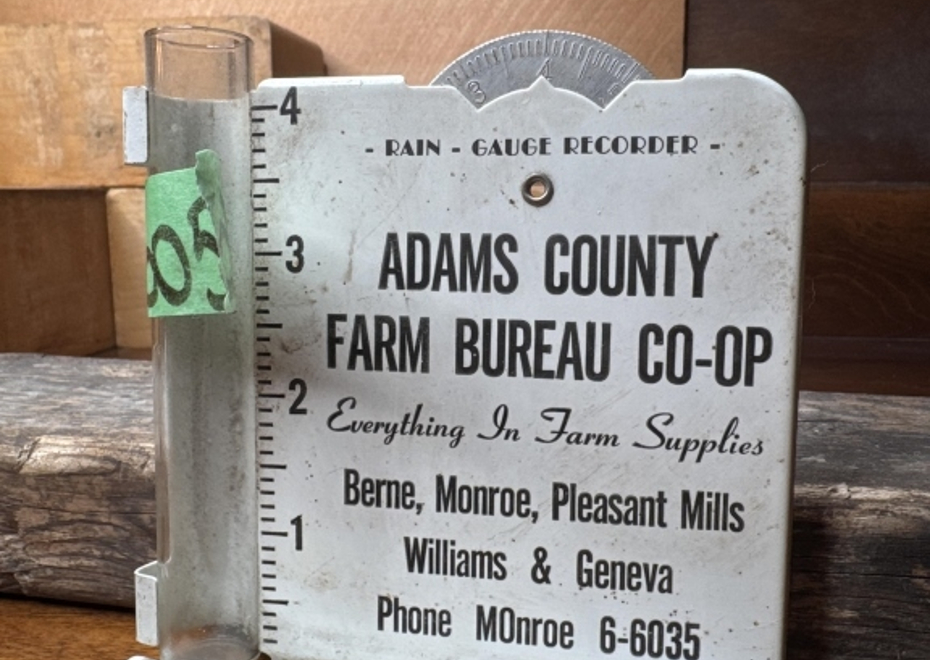 4
- RAIN - GAUGE RECORDER -
4
3
ADAMS COUNTY
FARM BUREAU CO-OP
2
Everything In Farm Supplies
Berne, Monroe, Pleasant Mills
1
Williams & Geneva
Phone MOnroe 6-6035